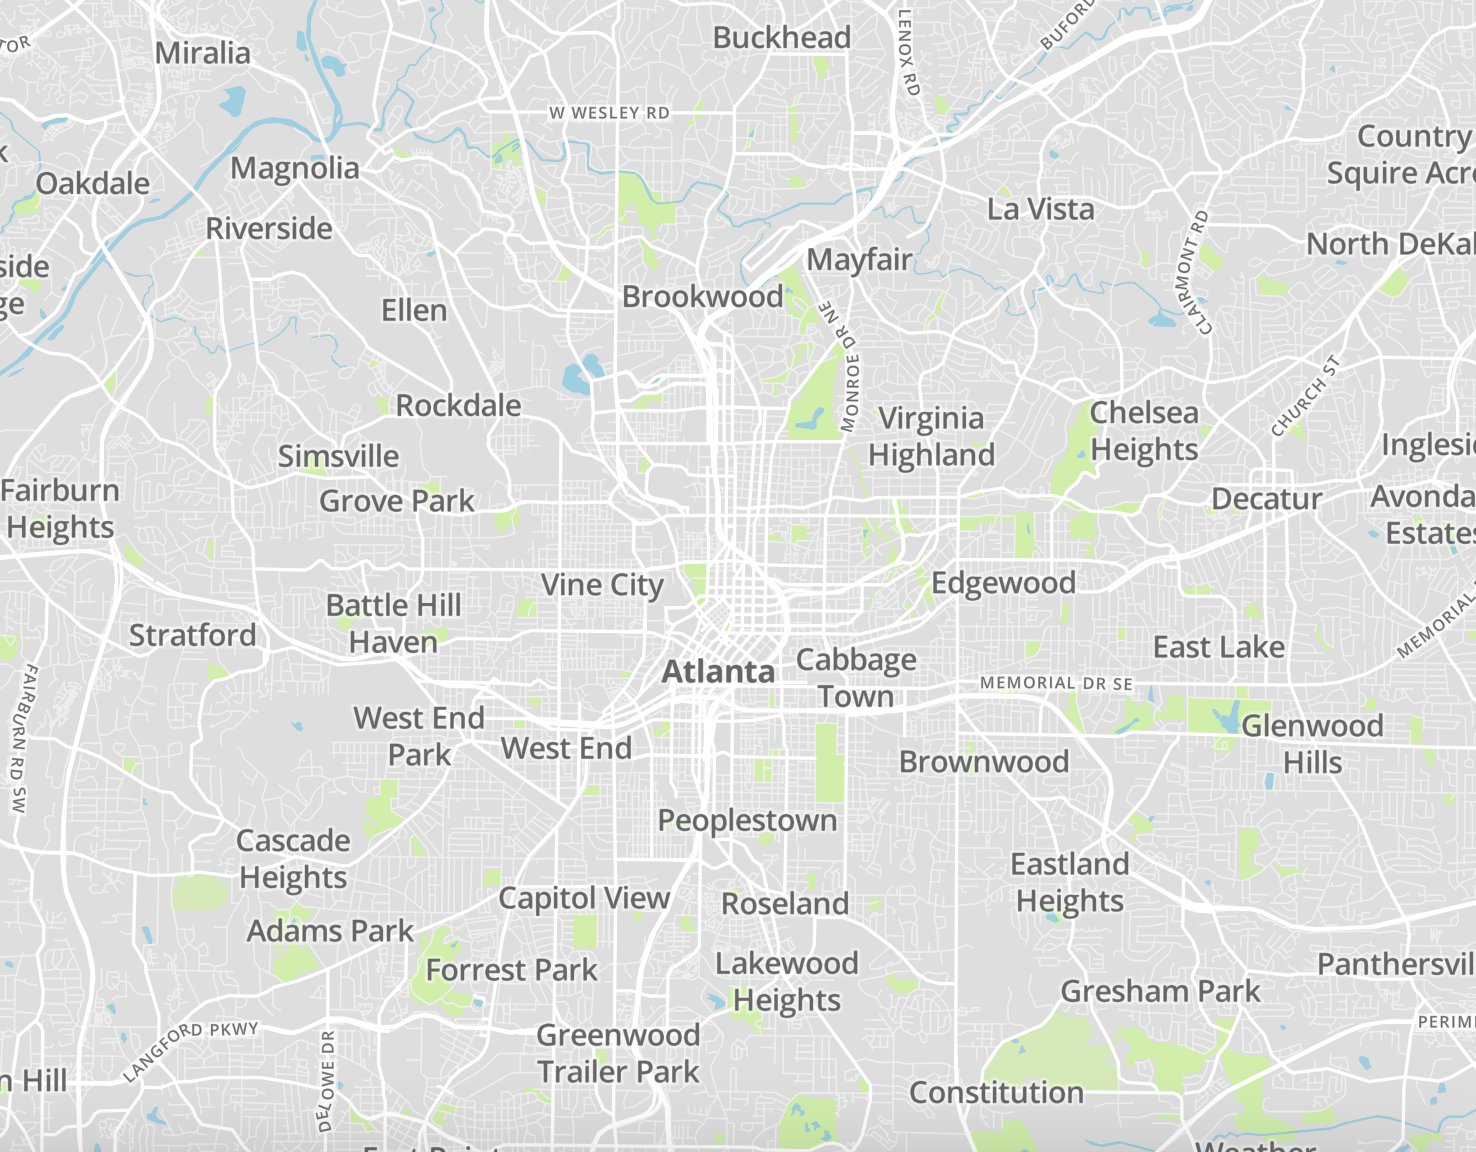 Buckhead
LENOX RD
BUFORD
Miralia
W WESLEY RD
Country
Squire Acr
Magnolia
Oakdale
La Vista
Riverside
CLAIRMONT RD
North DeKal
Mayfair
side
ge
Brookwood
Ellen
MONROE DR NE
CHURCH ST
Rockdale
Virginia
Highland
Chelsea
Heights
Simsville
Grove Park
Fairburn
Heights
Decatur
Avonda
Estates
Vine City
Edgewood
Battle Hill
Haven
Stratford
MEMORIAL
East Lake
Atlanta
Cabbage
Town
MEMORIAL DR SE
FAIRBURN RD SW
West End
Park
West End
Glenwood
Hills
Brownwood
Peoplestown
Cascade
Heights
Eastland
Heights
Capitol View
Roseland
Adams Park
Forrest Park
Lakewood
Heights
Panthersvil
Gresham Park
LANGFORD PKWY
PERIM
Greenwood
Trailer Park
DELOWE DR
n Hill
Constitution